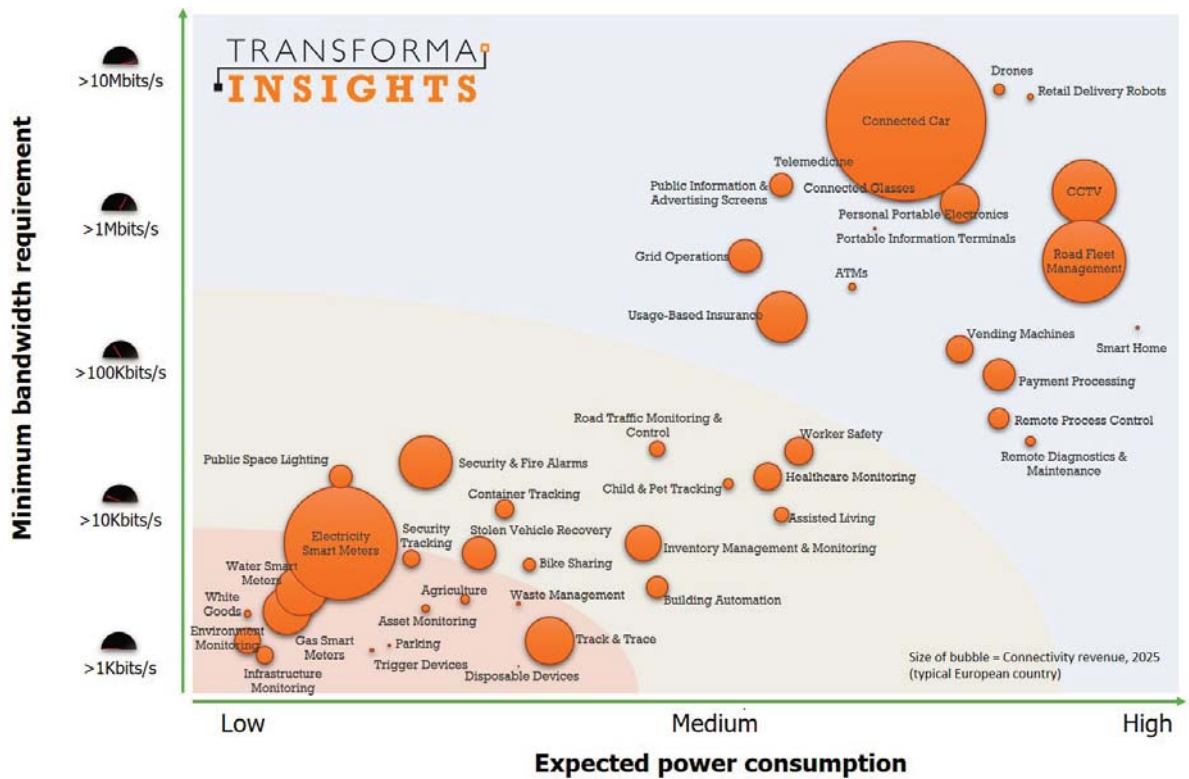 TRANSFORMA
INSIGHTS
Minimum bandwidth requirement
>10Mbits/s
>1Mbits/s
>100Kbits/s
>10Kbits/s
>1Kbits/s
Drones
Retail Delivery Robots
Connected Car
Telemedicine
Public Information &
Advertising Screens
Connected Glasses
CCTV
Personal Portable Electronics
Portable Information Terminals
Grid Operations
Road Fleet
Management
ATMs
Usage-Based Insurance
Vending Machines
Smart Home
Payment Processing
Road Traffic Monitoring &
Control
Remote Process Control
Worker Safety
Remote Diagnostics &
Maintenance
Public Space Lighting
Security & Fire Alarms
Healthcare Monitoring
Child & Pet Tracking
Container Tracking
Assisted Living
Electricity
Smart Meters
Security
Tracking
Stolen Vehicle Recovery
Inventory Management & Monitoring
Water Smart
Meters
Bike Sharing
White
Goods
Agriculture
Waste Management
Building Automation
Asset Monitoring
Environment
Monitoring
Gas Smart
Meters
Parking
Track & Trace
Trigger Devices
Infrastructure
Monitoring
Disposable Devices
Size of bubble = Connectivity revenue, 2025
(typical European country)
Low
Medium
High
Expected power consumption